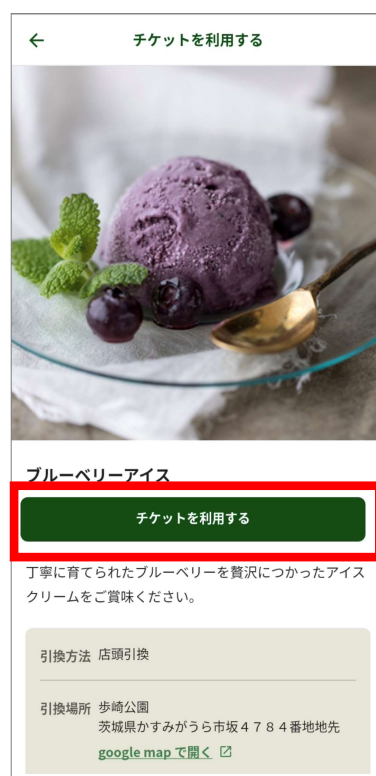 チケットを利用する
ブルーベリーアイス
チケットを利用する
丁寧に育てられたブルーベリーを贅沢につかったアイス
クリームをご賞味ください。
引換方法 店頭引換
引換場所 歩崎公園
茨城県かすみがうら市坂４７８４番地地先
google map で開く